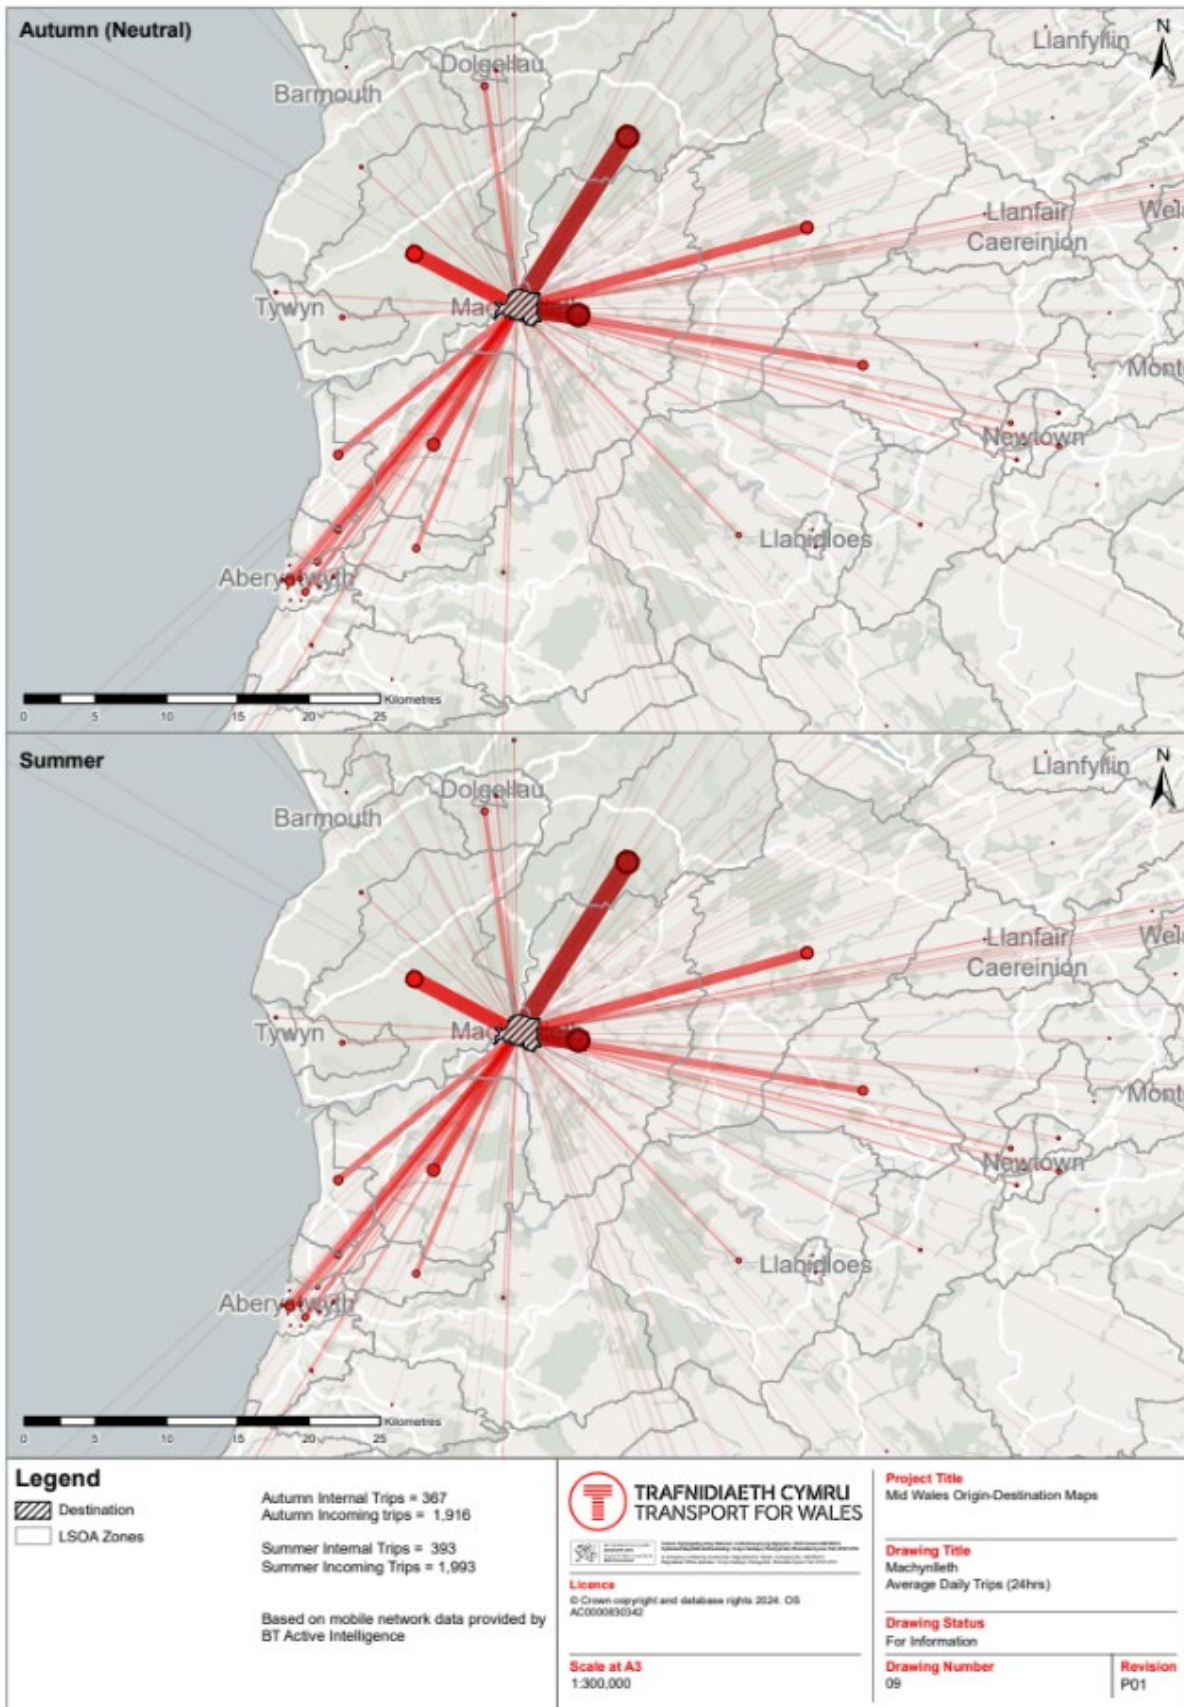 Autumn (Neutral)
N
Llanfyllin
Dolgellau
Barmouth
Llanfair
Caereinion
Tywyn
Newtown
Aberystwyth
Kilometres
0 5 10 15 20 25
Summer
N
Llanfyllin
Dolgellau
Barmouth
Llanfair
Caereinion
Tywyn
Newtown
Aberystwyth
Kilometres
0 5 10 15 20 25
Legend
Destination
LSOA Zones
Autumn Internal Trips = 367
Autumn Incoming trips = 1,916
Summer Internal Trips = 393
Summer Incoming Trips = 1,993
Based on mobile network data provided by
BT Active Intelligence
TRAFNIDIAETH CYMRU
TRANSPORT FOR WALES
Licence
© Crown copyright and database rights 2024. OS
AC0000830342
Scale at A3
1:300,000
Project Title
Mid Wales Origin-Destination Maps
Drawing Title
Machynlleth
Average Daily Trips (24hrs)
Drawing Status
For Information
Drawing Number
09
Revision
P01